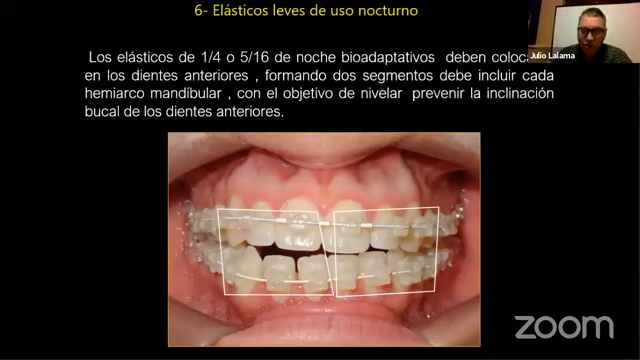 6- Elásticos leves de uso nocturno
Julio Lalama
Los elásticos de 1/4 o 5/16 de noche bioadaptativos deben
en los dientes anteriores , formando dos segmentos debe incluir cada
hemiarco mandíbular , con el objetivo de nivelar prevenir la inclinación
bucal de los dientes anteriores.
zoom